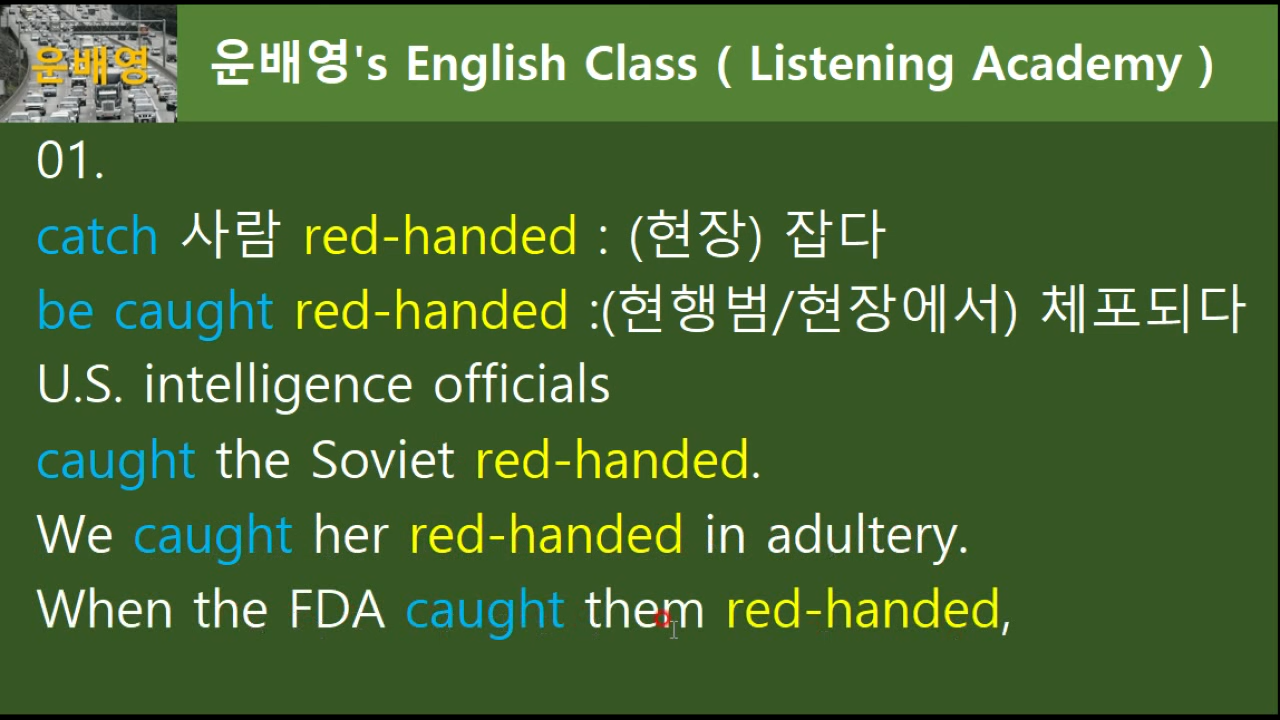 운배영
운배영's English Class ( Listening Academy )
01.
catch 사람 red-handed : (현장) 잡다
be caught red-handed :(현행범/현장에서) 체포되다
U.S. intelligence officials
caught the Soviet red-handed.
We caught her red-handed in adultery.
When the FDA caught them red-handed,